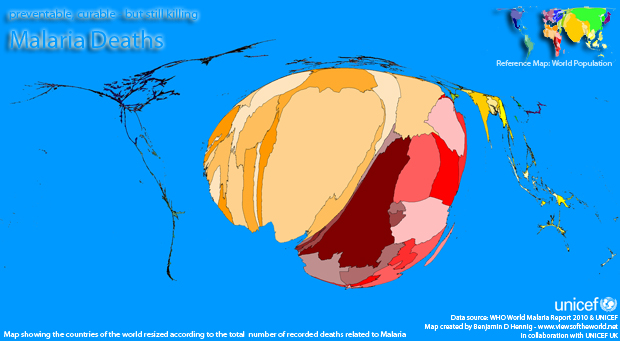 preventable, curable - but still killing
Malaria Deaths
Reference Map: World Population
unicef
Data source: WHO World Malaria Report 2010 & UNICEF
Map created by Benjamin D Hennig - www.viewsoftheworld.net
in collaboration with UNICEF UK
Map showing the countries of the world resized according to the total number of recorded deaths related to Malaria